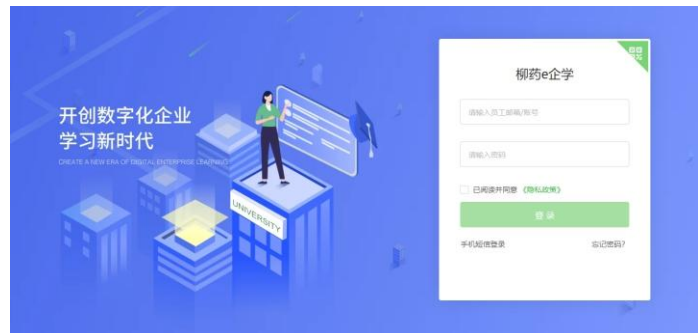 开创数字化企业
学习新时代
CREATE A NEW ERA OF DIGITAL ENTERPRISE LEARNING
UNIVERSITY
柳药e企学
请输入员工邮箱/账号
请输入密码
已阅读并同意 《隐私政策》
登 录
手机短信登录 忘记密码?